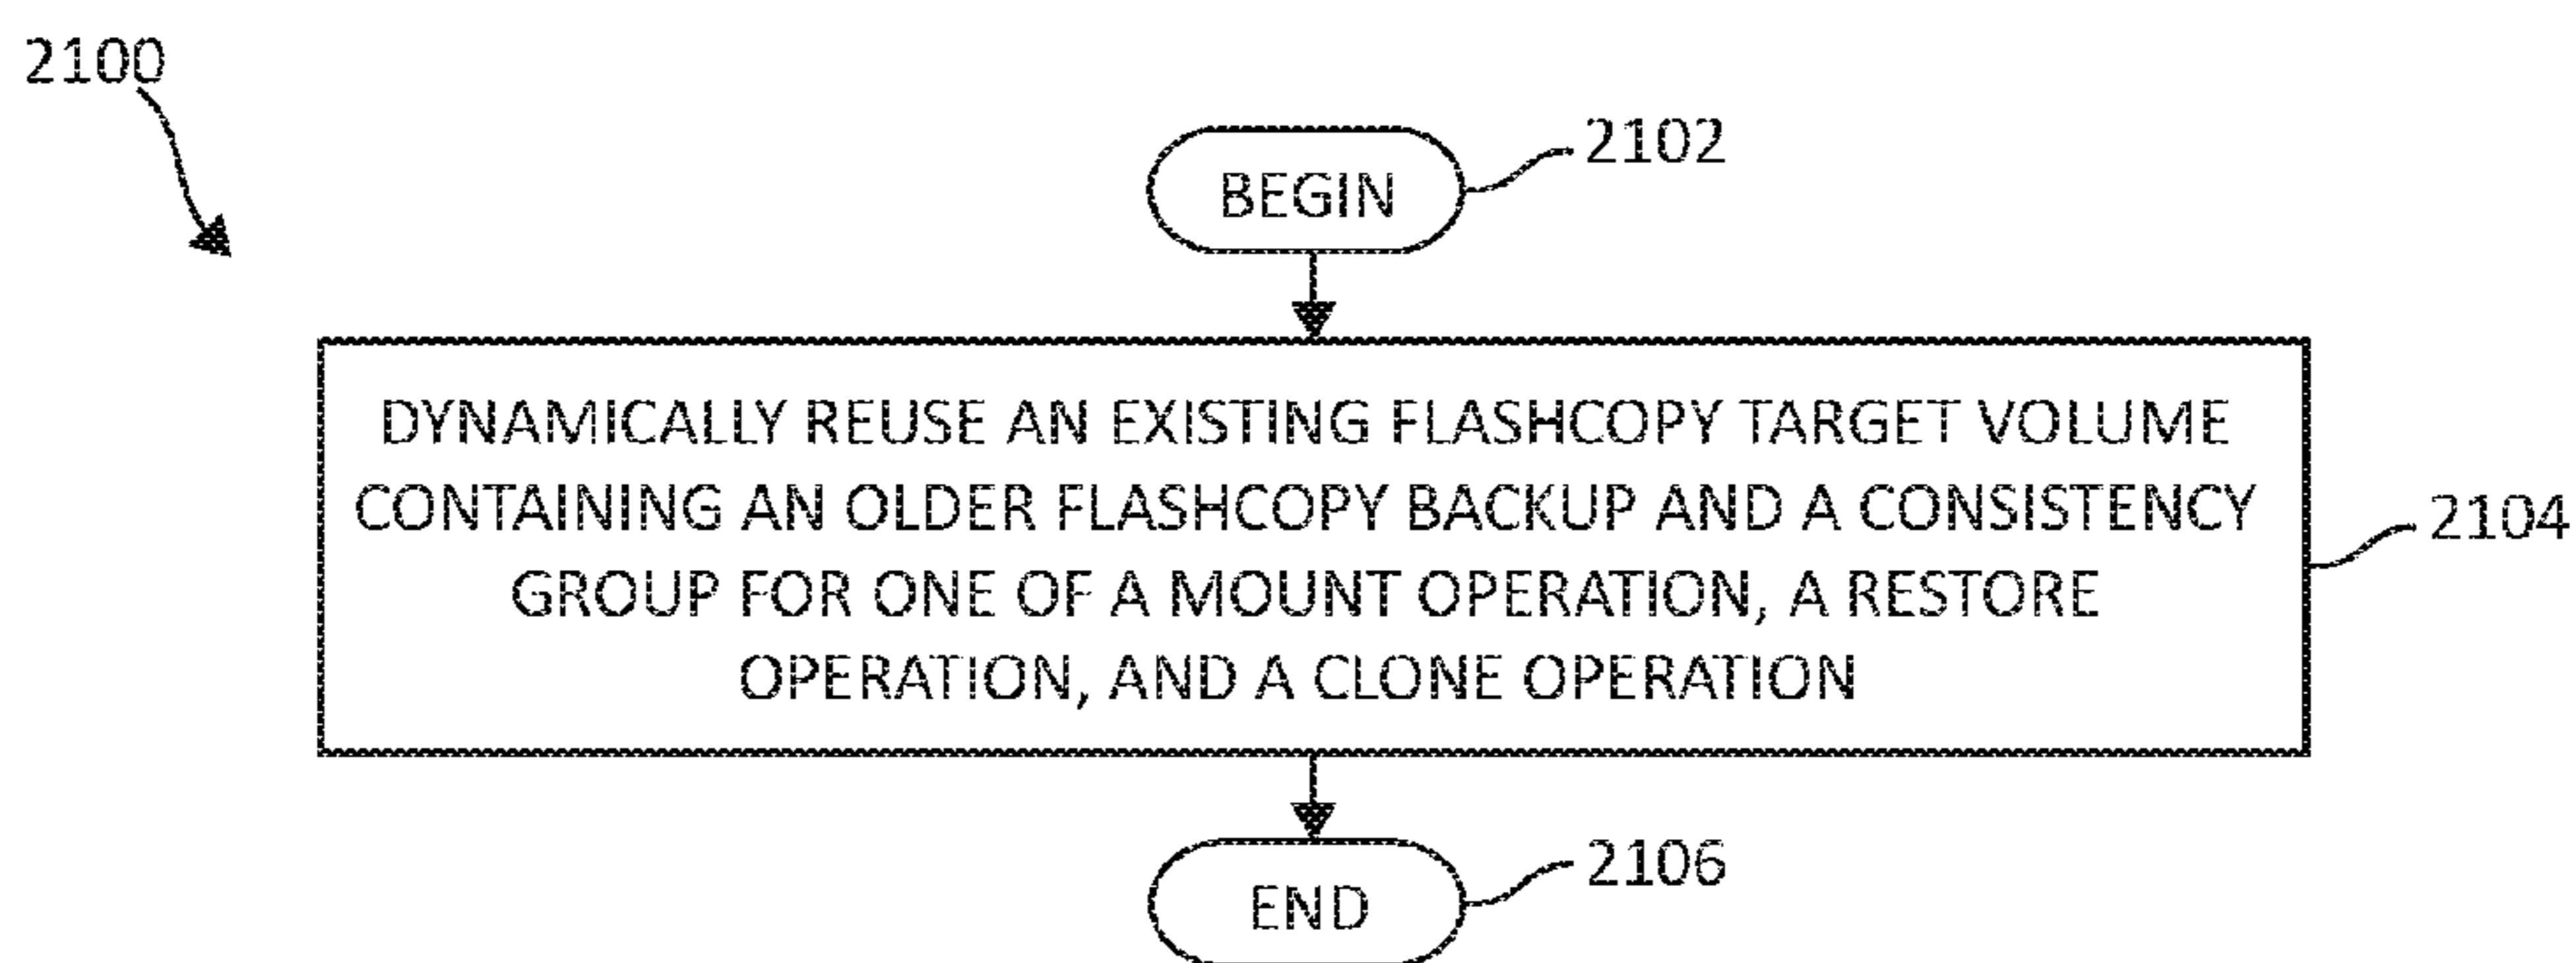 2100
BEGIN
2102
DYNAMICALLY REUSE AN EXISTING FLASHCOPY TARGET VOLUME
CONTAINING AN OLDER FLASHCOPY BACKUP AND A CONSISTENCY
GROUP FOR ONE OF A MOUNT OPERATION, A RESTORE
OPERATION, AND A CLONE OPERATION
2104
END
2106